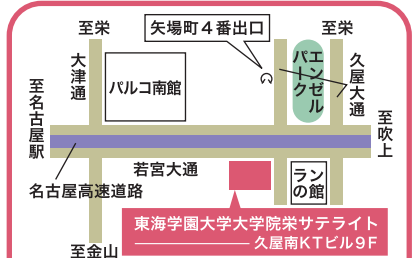 至栄
矢場町4番出口
至栄
大津通
パルコ南館
エンゼル
パーク
久屋大通
至名古屋駅
至吹上
若宮大通
名古屋高速道路
ラン
の館
東海学園大学大学院栄サテライト
久屋南KTビル9F
至金山